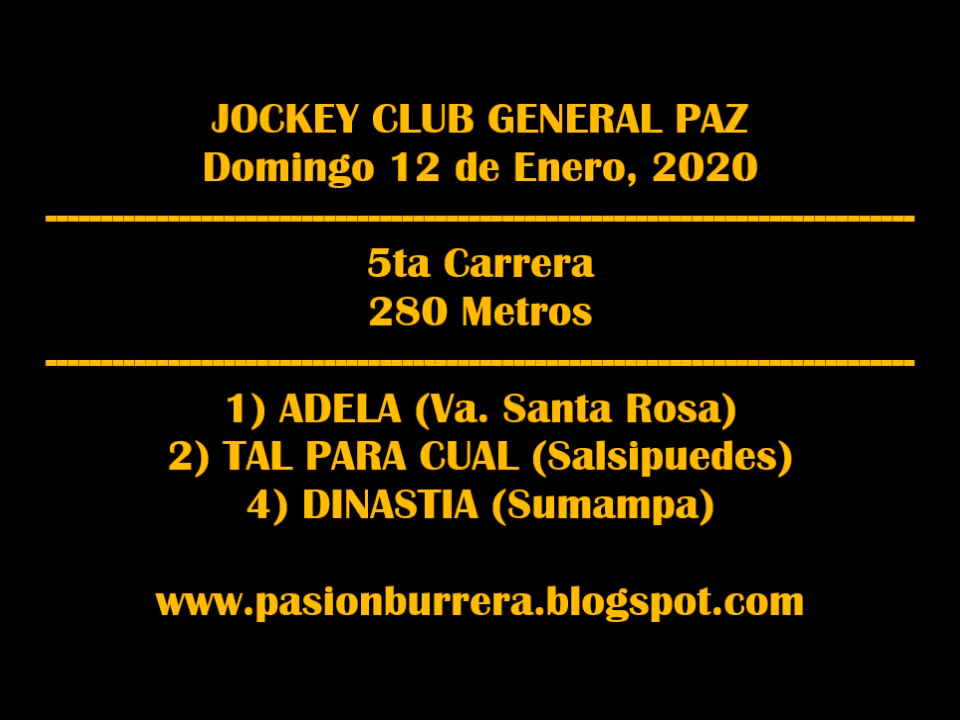 JOCKEY CLUB GENERAL PAZ
Domingo 12 de Enero, 2020
--------------------------------------------------------------------------------
5ta Carrera
280 Metros
--------------------------------------------------------------------------------
1) ADELA (Va. Santa Rosa)
2) TAL PARA CUAL (Salsipuedes)
4) DINASTIA (Sumampa)
www.pasionburrera.blogspot.com